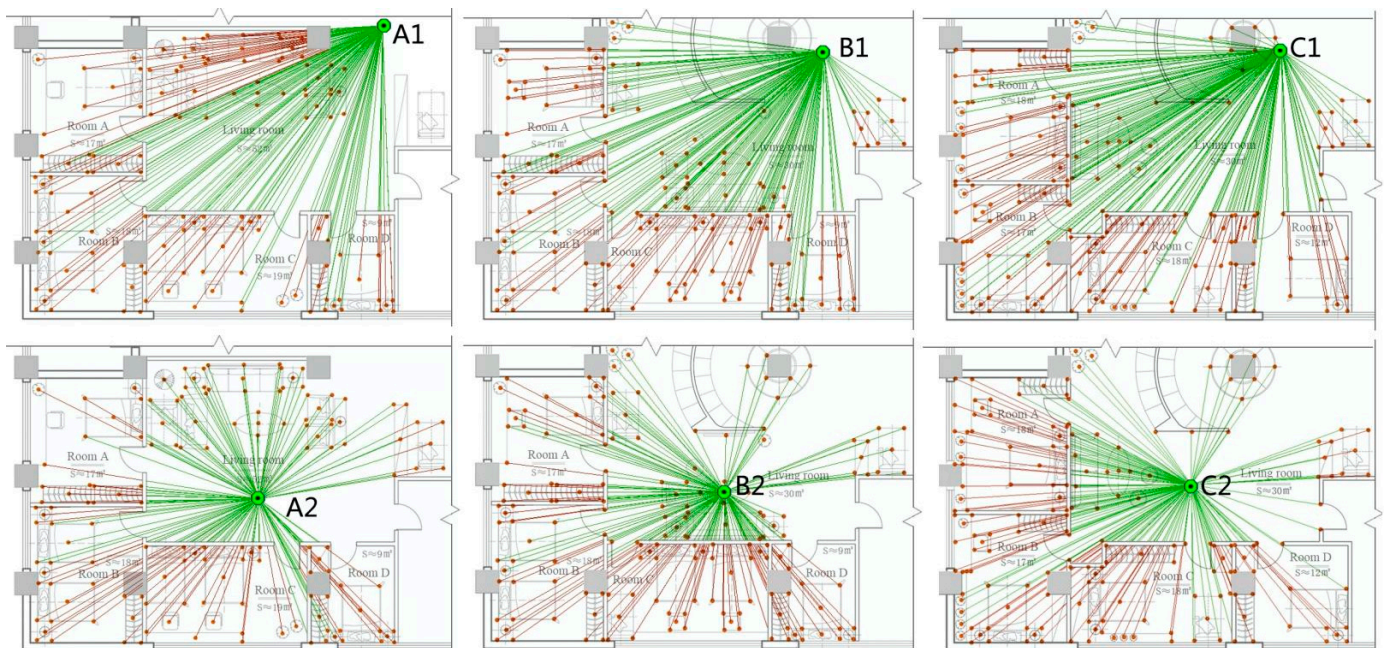 A1
Room A
S≈17㎡
Living room
S≈32㎡
S≈18㎡
Room B
Room C
S≈19㎡
S≈9㎡
Room D
B1
Room A
S≈17㎡
Living room
S≈30㎡
S≈18㎡
Room B
Room C
S≈9㎡
Room D
C1
Room A
S≈18㎡
Living room
S≈30㎡
Room B
S≈17㎡
Room C
S≈18㎡
Room D
S≈12㎡
Room A
S≈17㎡
Living room
A2
S≈18㎡
Room B
Room C
S≈19㎡
S≈9㎡
Room D
Room A
S≈17㎡
B2
Living room
S≈30㎡
S≈18㎡
Room B
Room C
S≈9㎡
Room D
Room A
S≈18㎡
C2
Living room
S≈30㎡
Room B
S≈17㎡
Room C
S≈18㎡
Room D
S≈12㎡